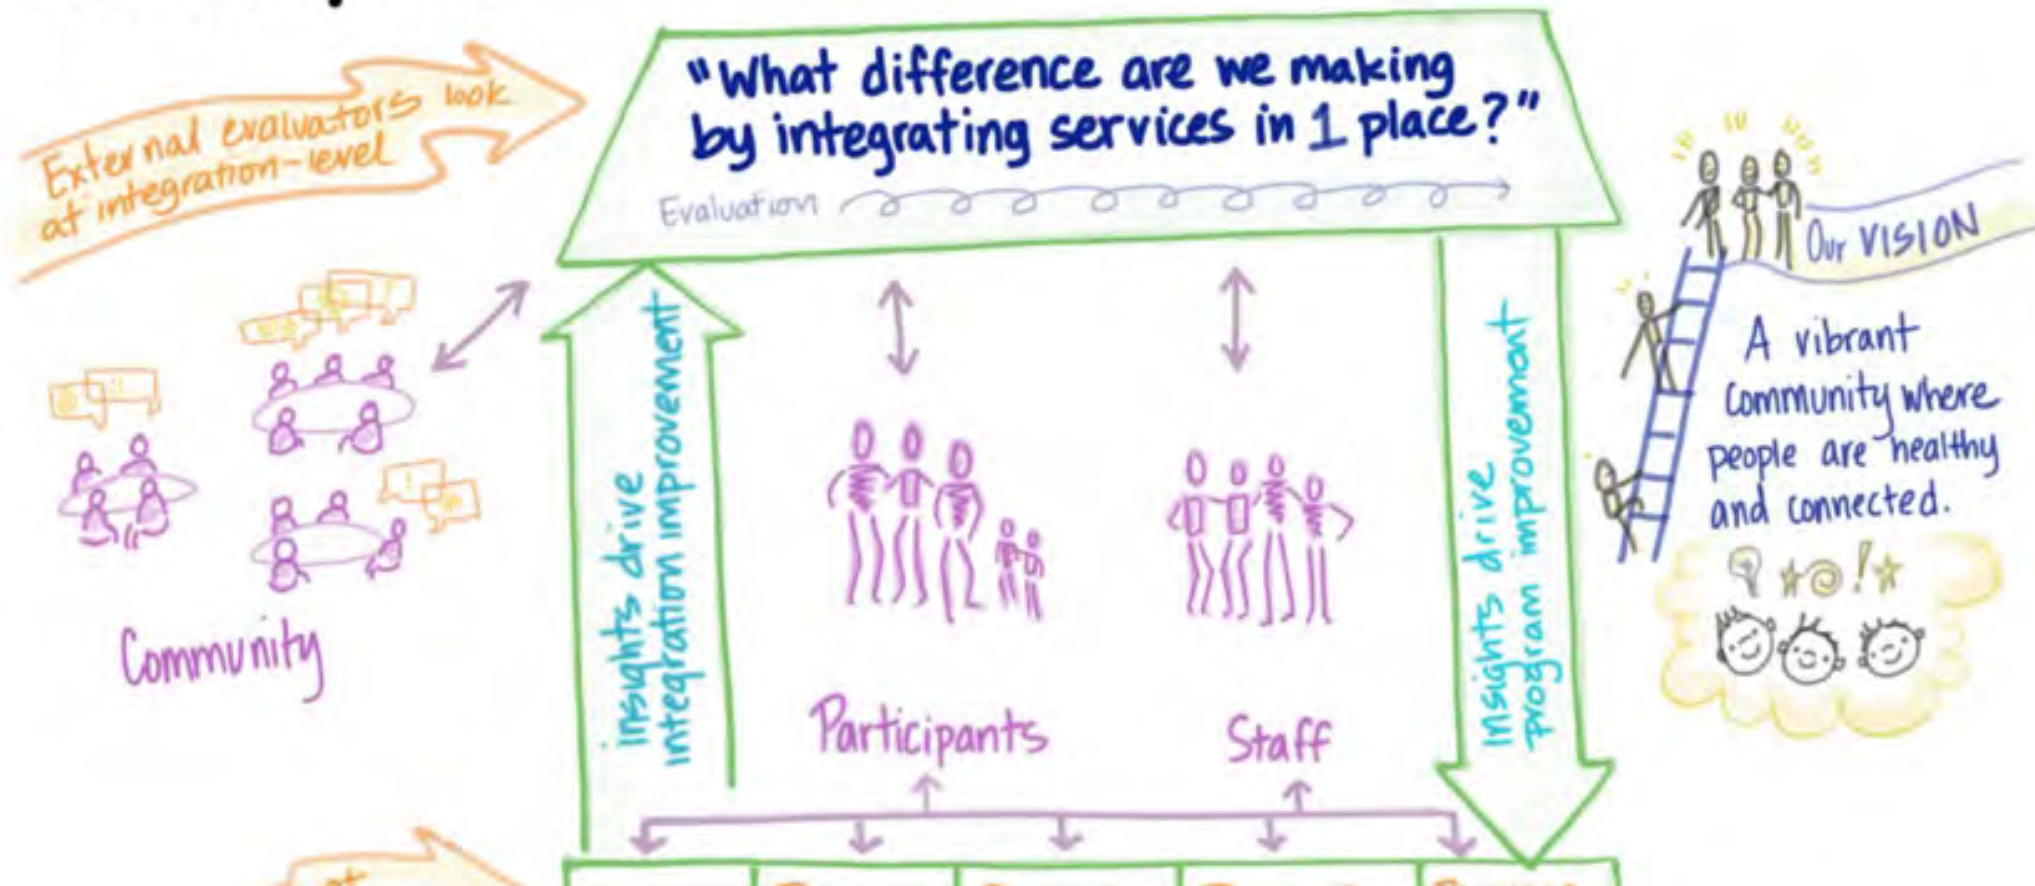 External evaluators look
at integration-level
"What difference are we making
by integrating services in 1 place?"
Evaluation
Our VISION
A vibrant
Community where
people are healthy
and connected.
insights drive
integration improvement
insights drive
program improvement
Community
Participants
Staff